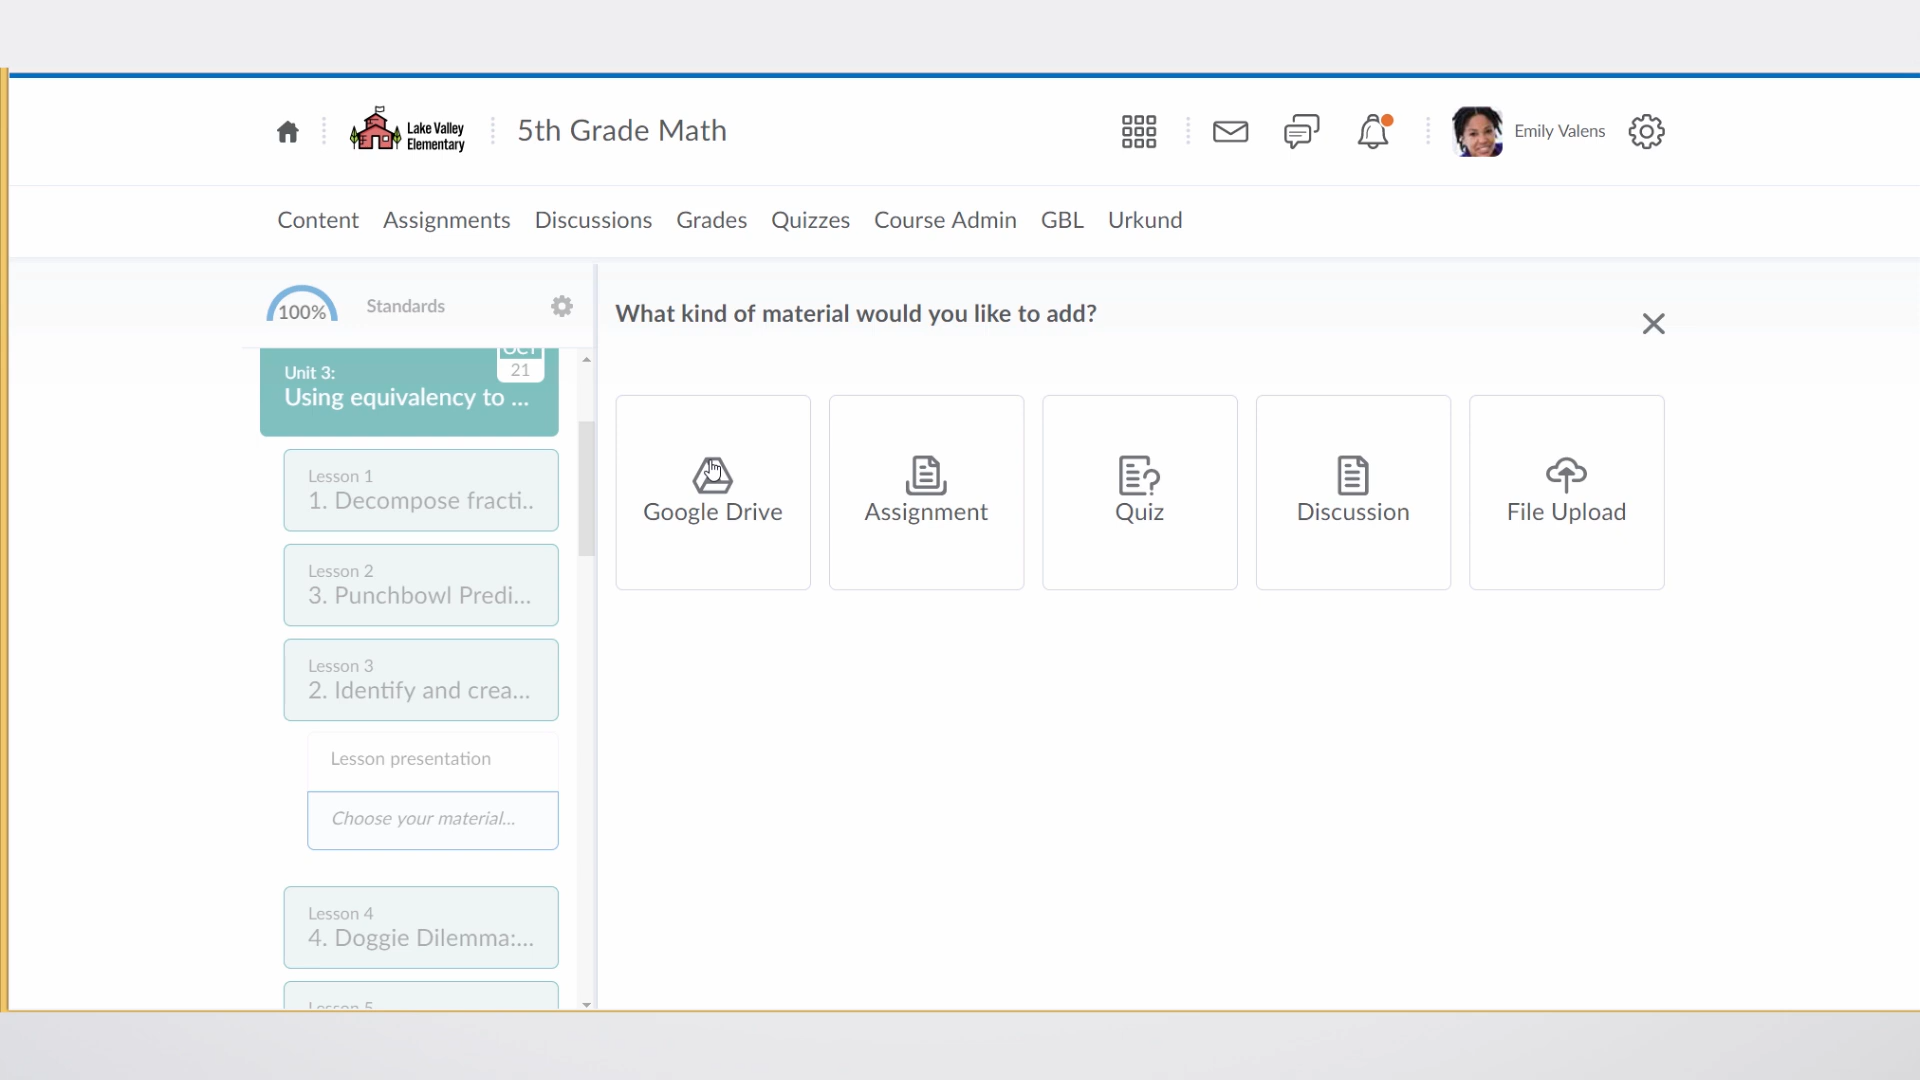 Lake Valley
Elementary
5th Grade Math
Emily Valens
Content Assignments Discussions Grades Quizzes Course Admin GBL Urkund
100%
Standards
Unit 3:
Using equivalency to ...
OCT
21
Lesson 1
1. Decompose fracti..
Lesson 2
3. Punchbowl Predi...
Lesson 3
2. Identify and crea...
Lesson presentation
Choose your material...
Lesson 4
4. Doggie Dilemma:...
Lesson 5
What kind of material would you like to add?
Google Drive
Assignment
Quiz
Discussion
File Upload